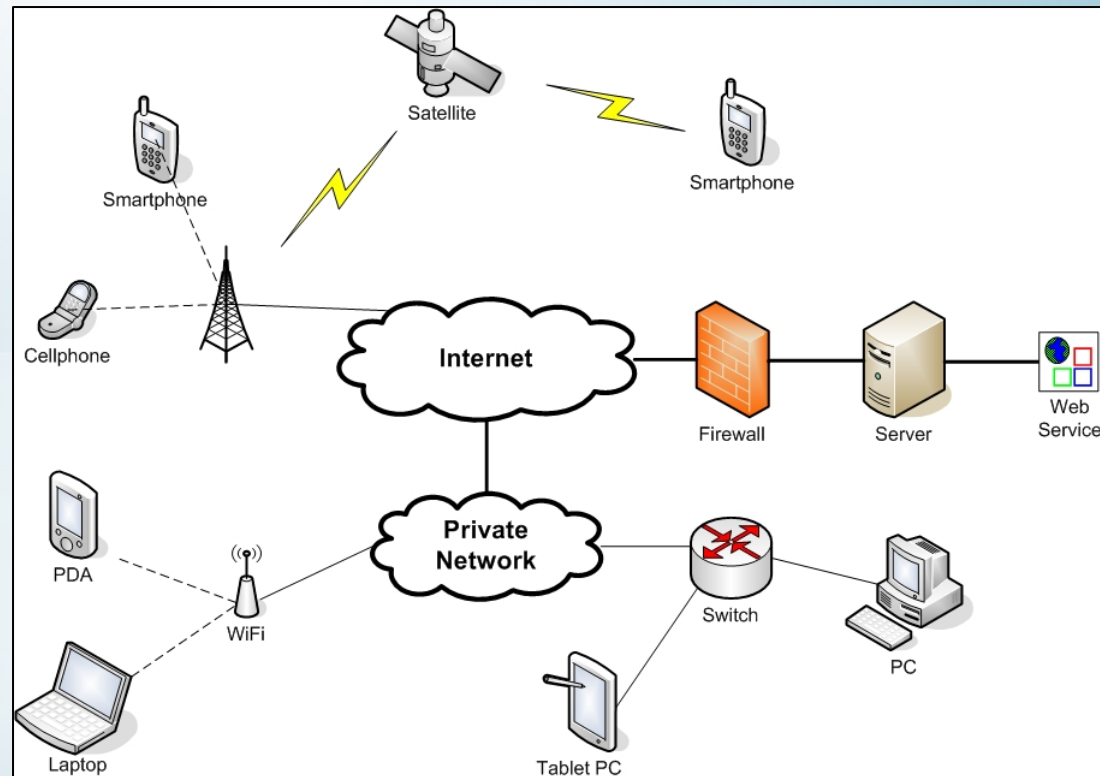 Satellite
Smartphone
Smartphone
Cellphone
Internet
Firewall
Server
Web
Service
Private
Network
PDA
WiFi
Switch
PC
Laptop
Tablet PC